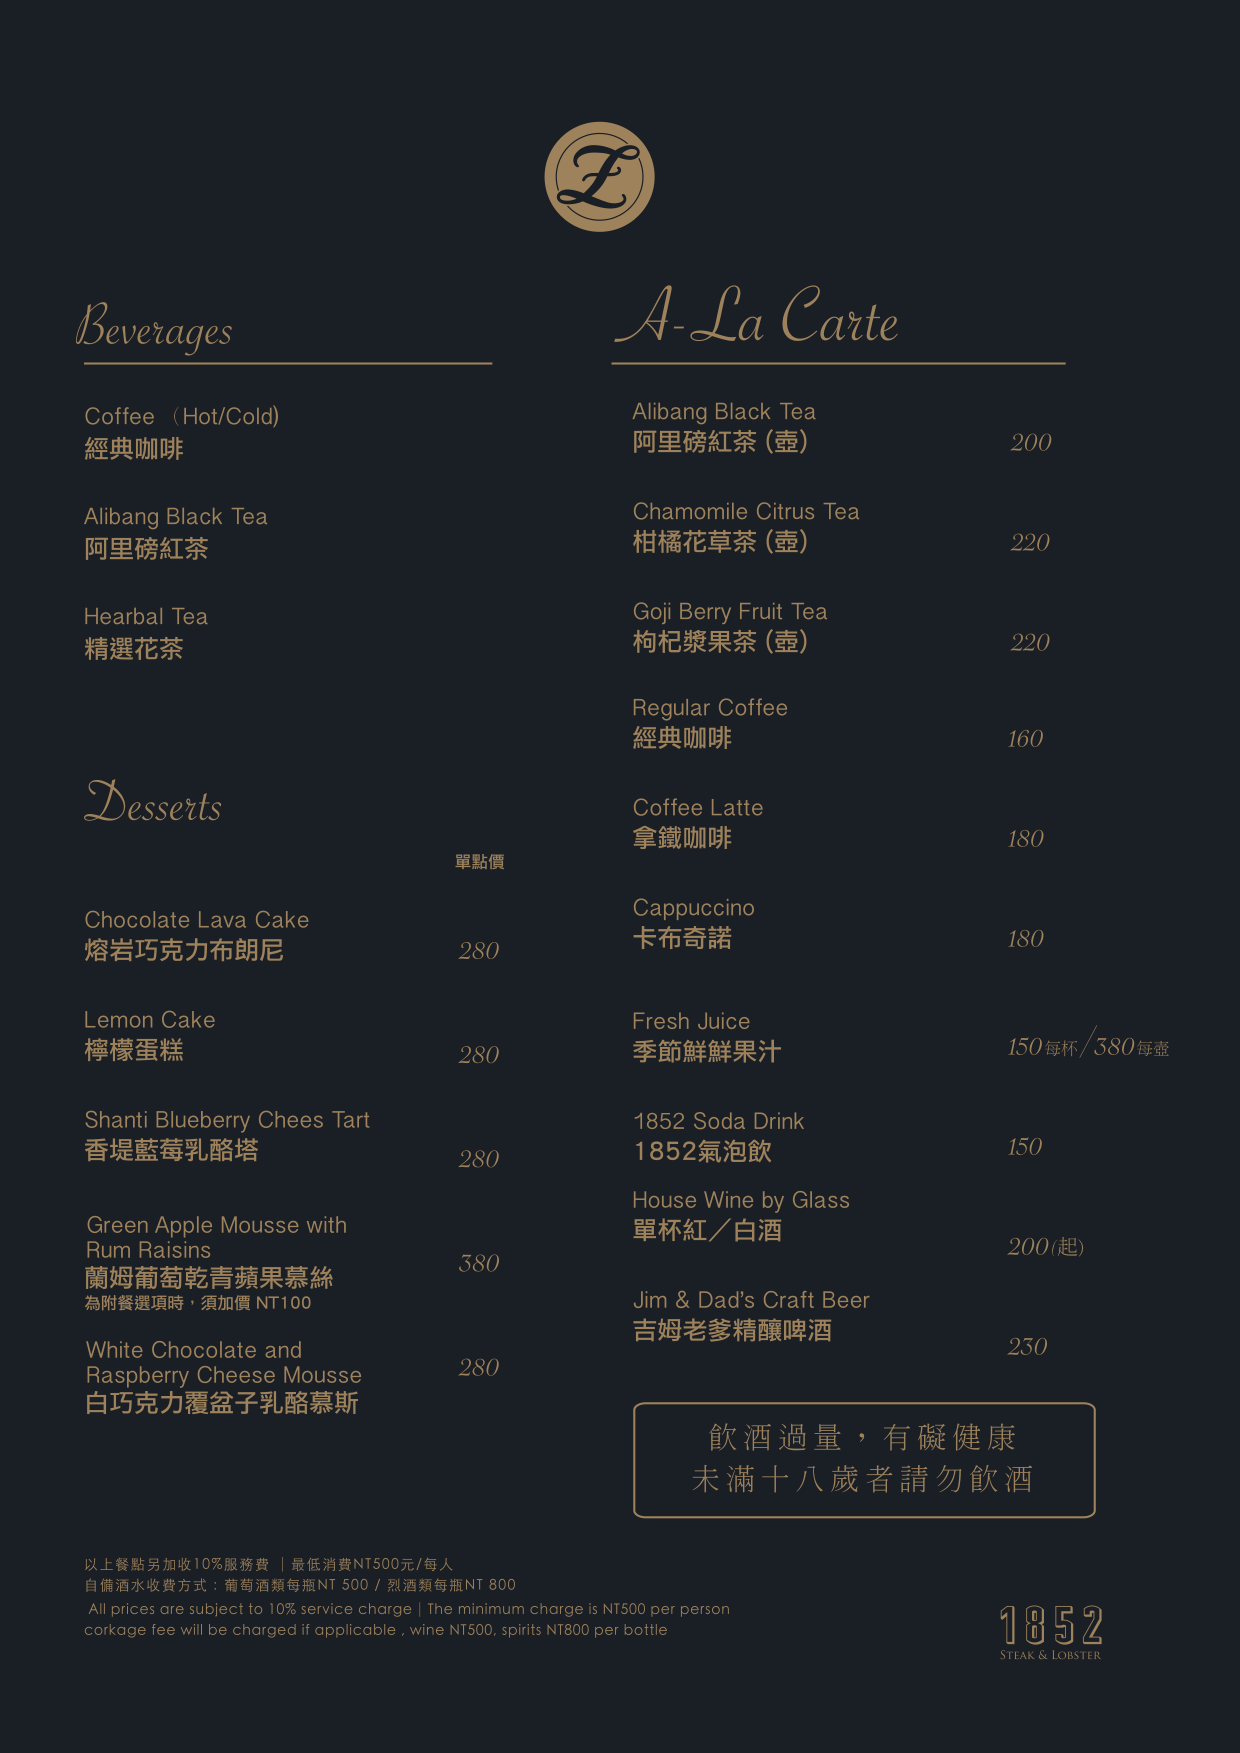 Z
Beverages
Coffee （Hot/Cold)
經典咖啡
Alibang Black Tea
阿里磅紅茶
Hearbal Tea
精選花茶
Desserts
單點價
Chocolate Lava Cake
熔岩巧克力布朗尼 280
Lemon Cake
檸檬蛋糕 280
Shanti Blueberry Chees Tart
香堤藍莓乳酪塔 280
Green Apple Mousse with
Rum Raisins 380
蘭姆葡萄乾青蘋果慕絲
為附餐選項時，須加價 NT100
White Chocolate and
Raspberry Cheese Mousse 280
白巧克力覆盆子乳酪慕斯
A-La Carte
Alibang Black Tea
阿里磅紅茶 (壺) 200
Chamomile Citrus Tea
柑橘花草茶 (壺) 220
Goji Berry Fruit Tea
枸杞漿果茶 (壺) 220
Regular Coffee
經典咖啡 160
Coffee Latte
拿鐵咖啡 180
Cappuccino
卡布奇諾 180
Fresh Juice
季節鮮鮮果汁 150每杯/380每壺
1852 Soda Drink
1852氣泡飲 150
House Wine by Glass
單杯紅／白酒 200(起)
Jim & Dad's Craft Beer
吉姆老爹精釀啤酒 230
飲酒過量，有礙健康
未滿十八歲者請勿飲酒
以上餐點另加收10%服務費 ｜最低消費NT500元/每人
自備酒水收費方式：葡萄酒類每瓶NT 500 / 烈酒類每瓶NT 800
All prices are subject to 10% service charge | The minimum charge is NT500 per person
corkage fee will be charged if applicable , wine NT500, spirits NT800 per bottle
1852
STEAK & LOBSTER